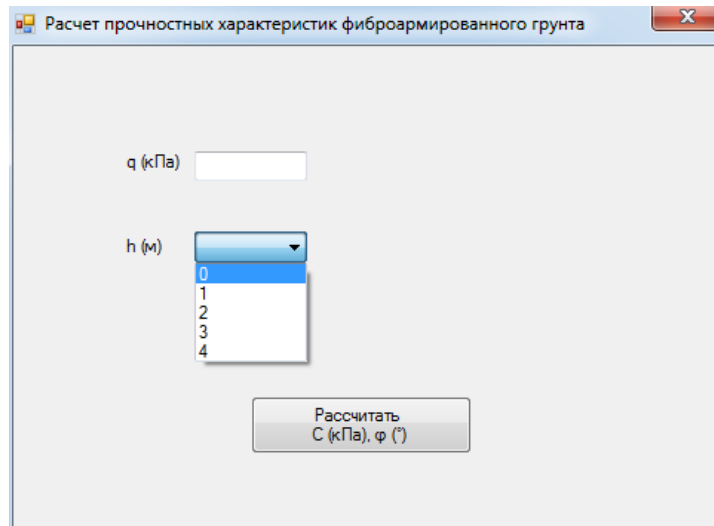 Расчет прочностных характеристик фиброармированного грунта
q (кПа)
h (м)
0
1
2
3
4
Рассчитать
С (кПа), φ (°)